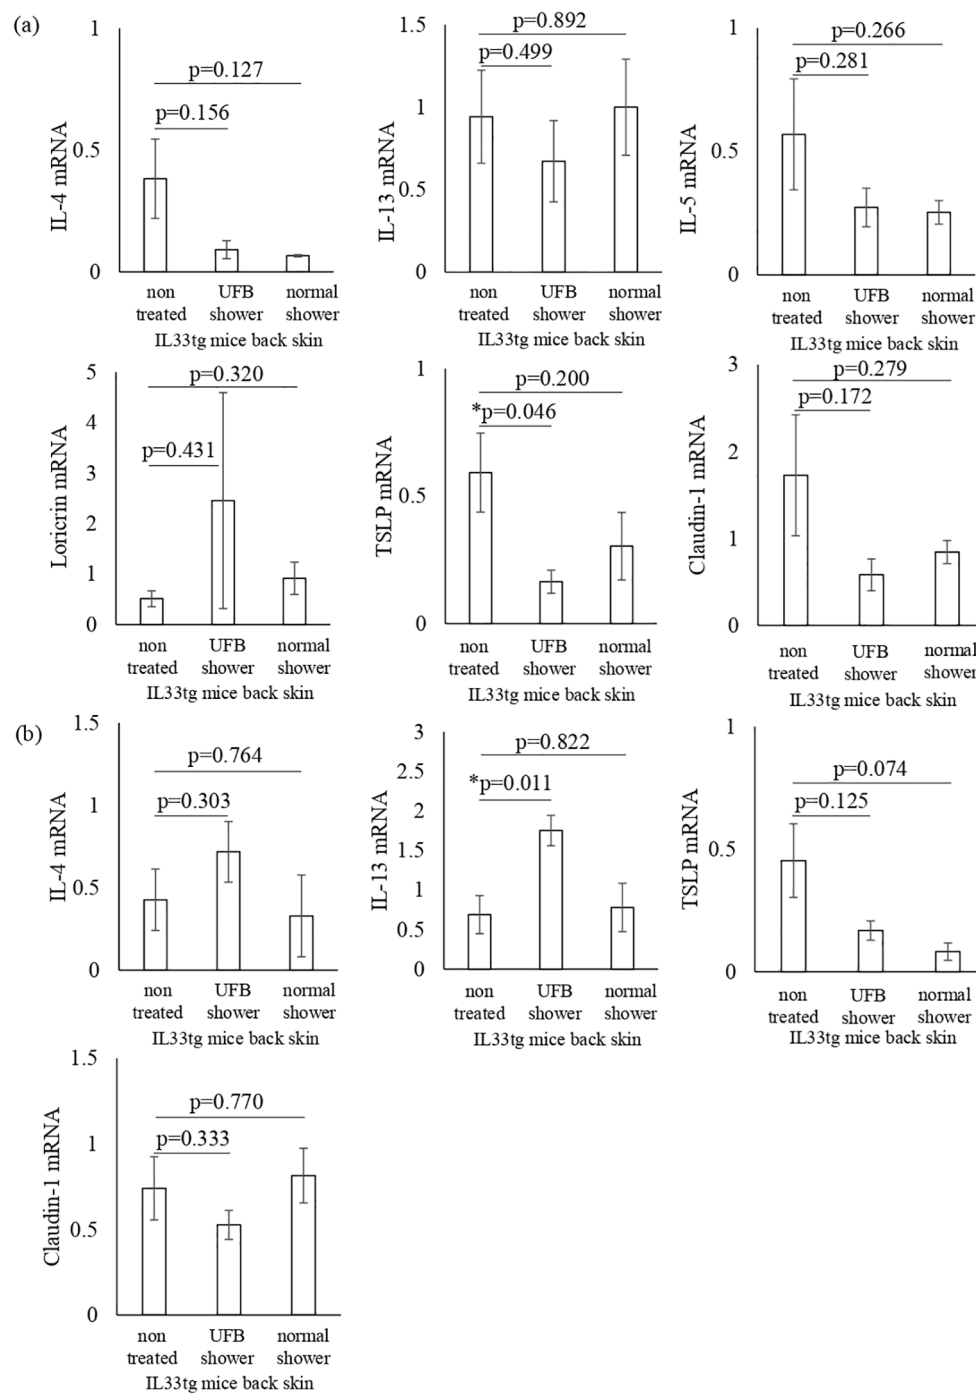 (a)
IL-4 mRNA
1
0.5
0
p=0.127
p=0.156
non treated
UFB shower
normal shower
IL33tg mice back skin
IL-13 mRNA
1.5
1
0.5
0
p=0.892
p=0.499
non treated
UFB shower
normal shower
IL33tg mice back skin
IL-5 mRNA
1
0.5
0
p=0.266
p=0.281
non treated
UFB shower
normal shower
IL33tg mice back skin
Loricrin mRNA
5
4
3
2
1
0
p=0.320
p=0.431
non treated
UFB shower
normal shower
IL33tg mice back skin
TSLP mRNA
1
0.5
0
p=0.200
*p=0.046
non treated
UFB shower
normal shower
IL33tg mice back skin
Claudin-1 mRNA
3
2
1
0
p=0.279
p=0.172
non treated
UFB shower
normal shower
IL33tg mice back skin
(b)
IL-4 mRNA
1.5
1
0.5
0
p=0.764
p=0.303
non treated
UFB shower
normal shower
IL33tg mice back skin
IL-13 mRNA
3
2.5
2
1.5
1
0.5
0
p=0.822
*p=0.011
non treated
UFB shower
normal shower
IL33tg mice back skin
TSLP mRNA
1
0.5
0
p=0.074
p=0.125
non treated
UFB shower
normal shower
IL33tg mice back skin
Claudin-1 mRNA
1.5
1
0.5
0
p=0.770
p=0.333
non treated
UFB shower
normal shower
IL33tg mice back skin